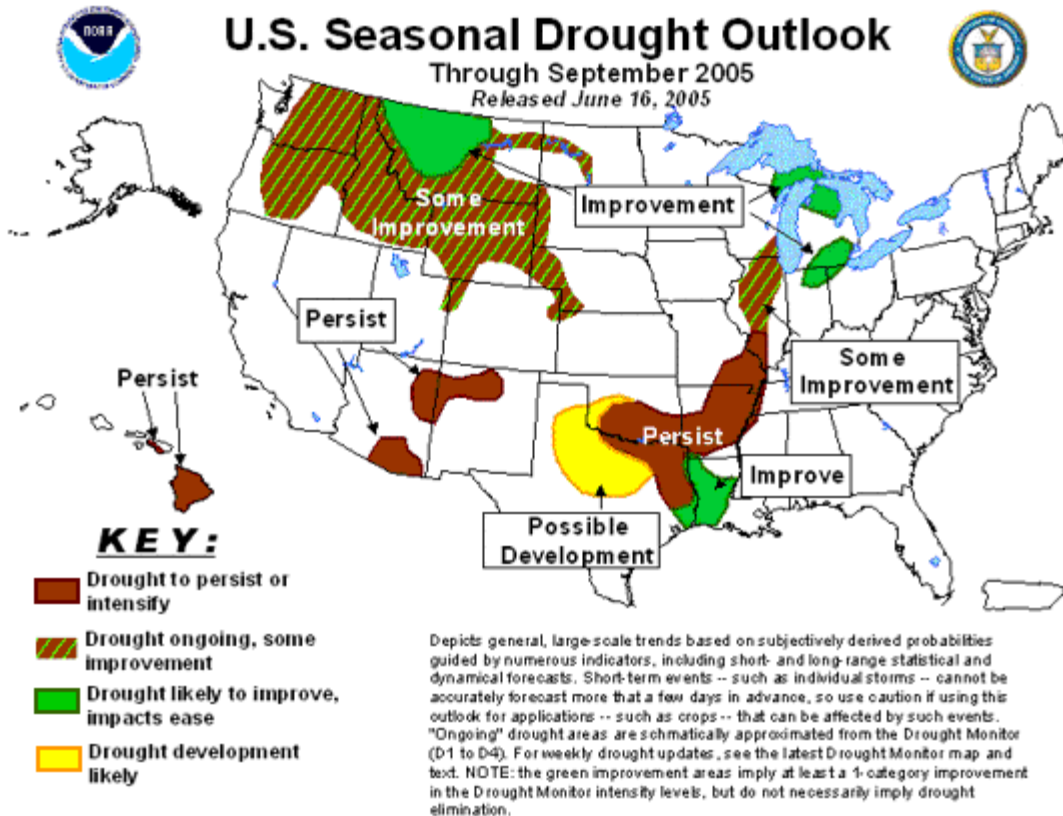 NOAA
U.S. Seasonal Drought Outlook
Through September 2005
Released June 16, 2005
Some
Improvement
Improvement
Persist
Persist
Some
Improvement
Persist
Improve
Possible
Development
KEY:
Drought to persist or
intensify
Drought ongoing, some
improvement
Drought likely to improve,
impacts ease
Drought development
likely
Depicts general, large-scale trends based on subjectively derived probabilities
guided by numerous indicators, including short- and long-range statistical and
dynamical forecasts. Short-term events -- such as individual storms -- cannot be
accurately forecast more that a few days in advance, so use caution if using this
outlook for applications -- such as crops -- that can be affected by such events.
"Ongoing" drought areas are schmatically approximated from the Drought Monitor
(D1 to D4). For weekly drought updates, see the latest Drought Monitor map and
text. NOTE: the green improvement areas imply at least a 1-category improvement
in the Drought Monitor intensity levels, but do not necessarily imply drought
elimination.